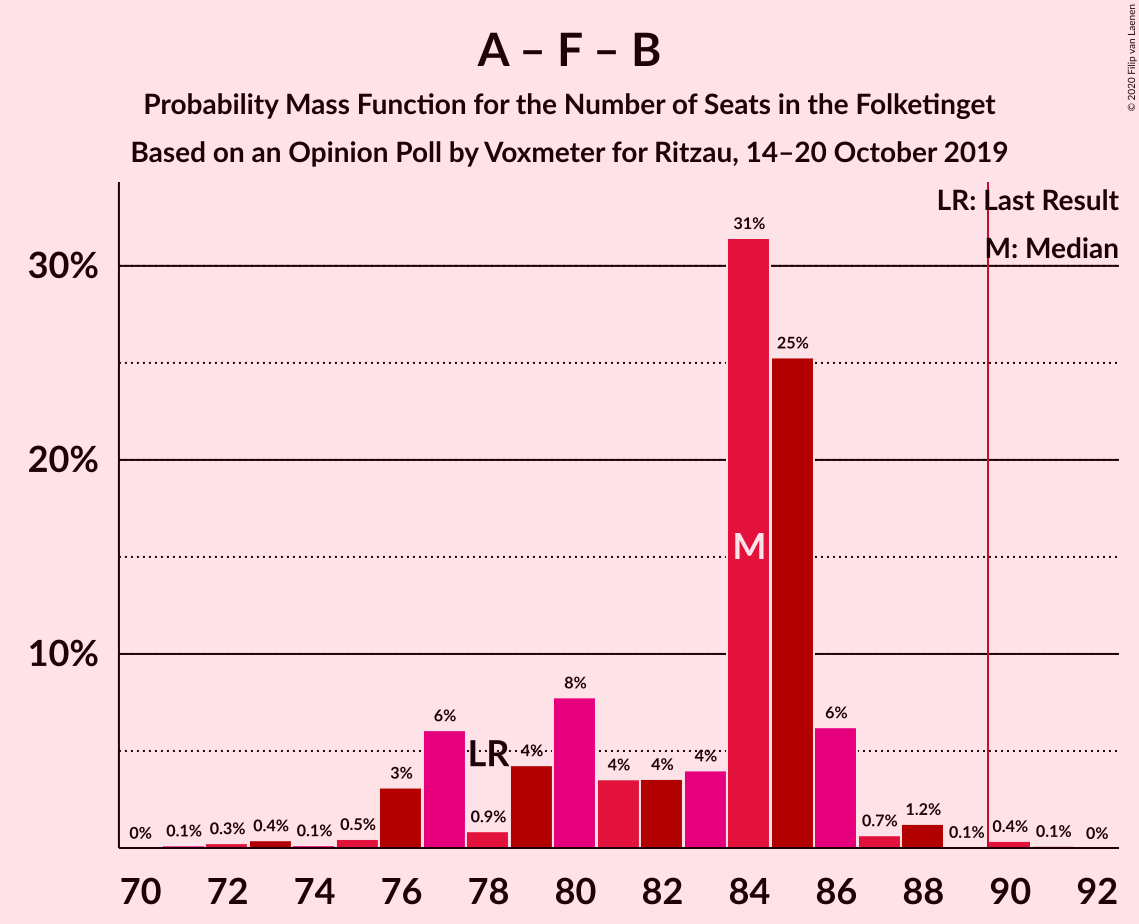 A – F – B
Probability Mass Function for the Number of Seats in the Folketinget
Based on an Opinion Poll by Voxmeter for Ritzau, 14–20 October 2019
© 2020 Filip van Laenen
LR: Last Result
M: Median
30%
20%
10%
0% 0.1% 0.3% 0.4% 0.1% 0.5% 3% 6% 0.9% 4% 8% 4% 4% 4% 31% 25% 6% 0.7% 1.2% 0.1% 0.4% 0.1% 0%
LR
M
70 72 74 76 78 80 82 84 86 88 90 92